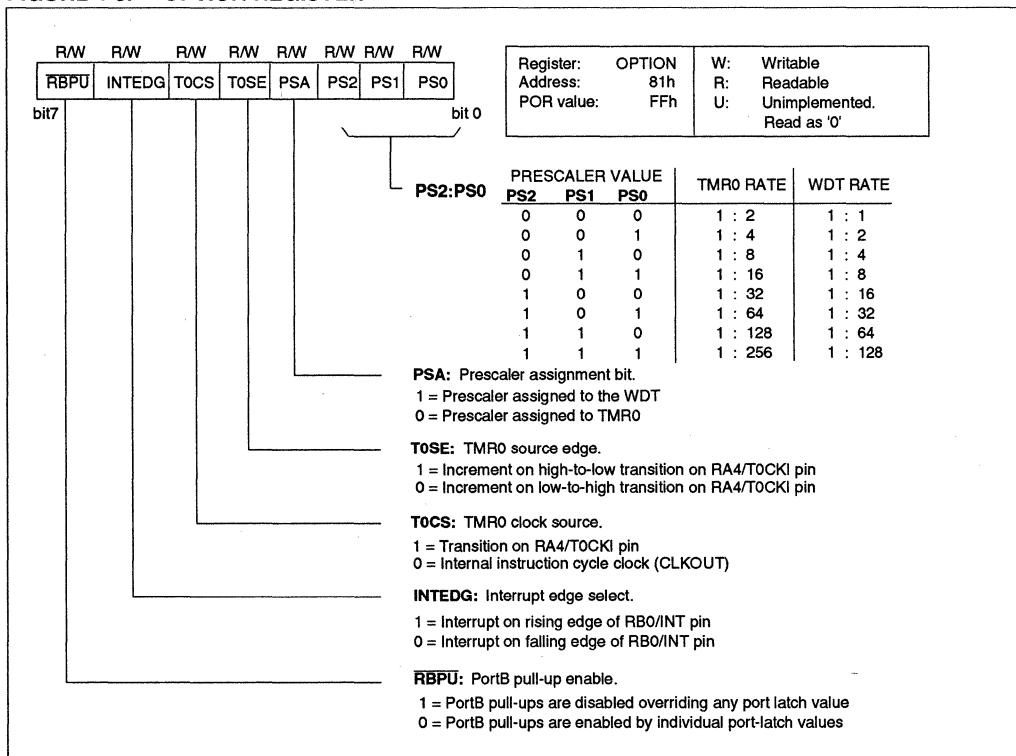 R/W R/W R/W R/W R/W R/W R/W R/W
RBPU INTEDG T0CS T0SE PSA PS2 PS1 PS0
bit7 bit 0
Register: OPTION
Address: 81h
POR value: FFh
W: Writable
R: Readable
U: Unimplemented.
Read as '0'
PS2:PS0
PRESCALER VALUE TMR0 RATE WDT RATE
PS2 PS1 PS0
0 0 0 1 : 2 1 : 1
0 0 1 1 : 4 1 : 2
0 1 0 1 : 8 1 : 4
0 1 1 1 : 16 1 : 8
1 0 0 1 : 32 1 : 16
1 0 1 1 : 64 1 : 32
1 1 0 1 : 128 1 : 64
1 1 1 1 : 256 1 : 128
PSA: Prescaler assignment bit.
1 = Prescaler assigned to the WDT
0 = Prescaler assigned to TMR0
T0SE: TMR0 source edge.
1 = Increment on high-to-low transition on RA4/T0CKI pin
0 = Increment on low-to-high transition on RA4/T0CKI pin
T0CS: TMR0 clock source.
1 = Transition on RA4/T0CKI pin
0 = Internal instruction cycle clock (CLKOUT)
INTEDG: Interrupt edge select.
1 = Interrupt on rising edge of RB0/INT pin
0 = Interrupt on falling edge of RB0/INT pin
RBPU: PortB pull-up enable.
1 = PortB pull-ups are disabled overriding any port latch value
0 = PortB pull-ups are enabled by individual port-latch values